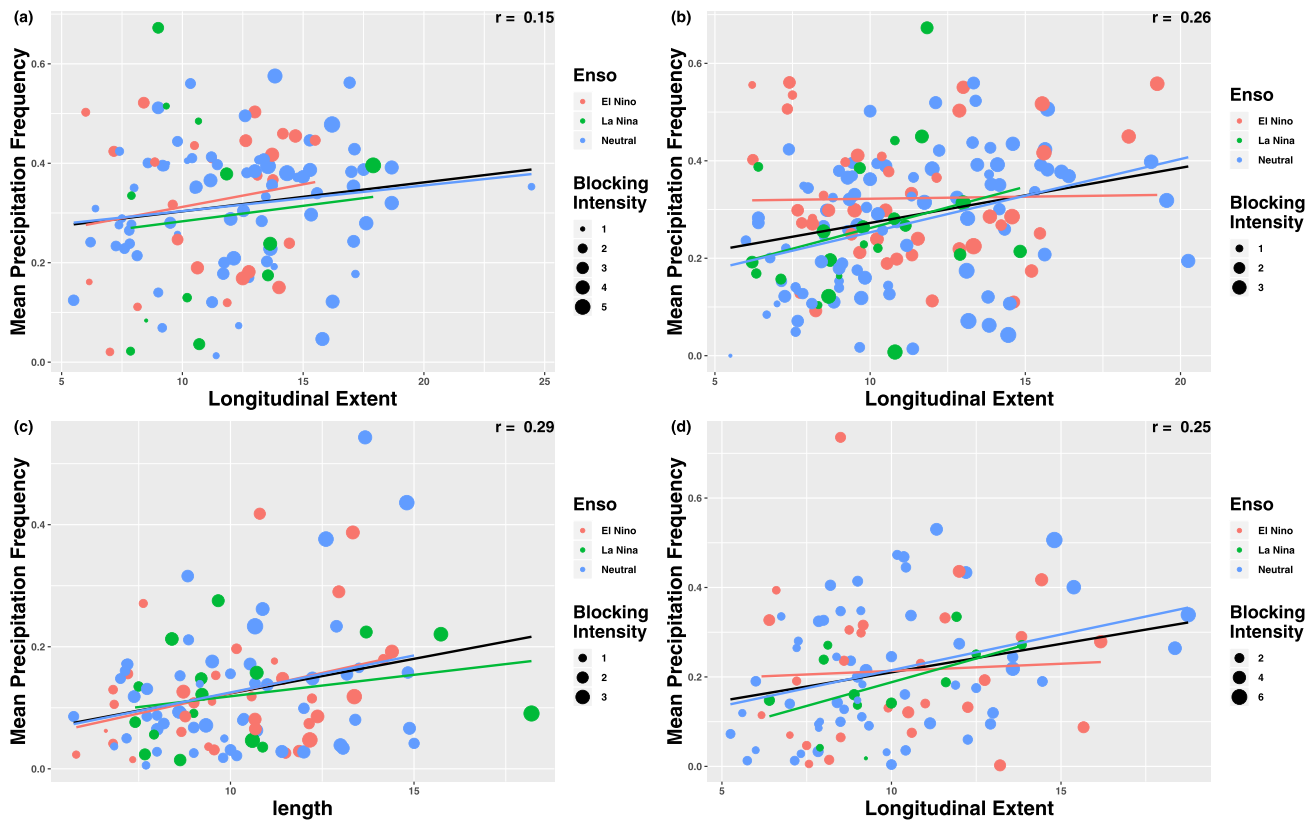 (a)
r = 0.15
Mean Precipitation Frequency
0.6
0.4
0.2
0.0
5
10
15
20
25
Longitudinal Extent
Enso
El Nino
La Nina
Neutral
Blocking
Intensity
1
2
3
4
5
(b)
r = 0.26
Mean Precipitation Frequency
0.6
0.4
0.2
0.0
5
10
15
20
Longitudinal Extent
Enso
El Nino
La Nina
Neutral
Blocking
Intensity
1
2
3
(c)
r = 0.29
Mean Precipitation Frequency
0.4
0.2
0.0
10
15
length
Enso
El Nino
La Nina
Neutral
Blocking
Intensity
1
2
3
(d)
r = 0.25
Mean Precipitation Frequency
0.6
0.4
0.2
0.0
5
10
15
Longitudinal Extent
Enso
El Nino
La Nina
Neutral
Blocking
Intensity
2
4
6